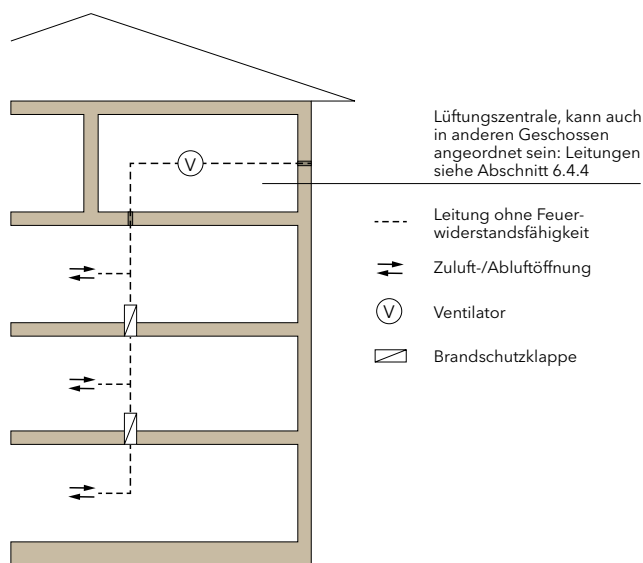 Lüftungszentrale, kann auch
in anderen Geschossen
angeordnet sein: Leitungen
siehe Abschnitt 6.4.4
Leitung ohne Feuer-
widerstandsfähigkeit
Zuluft-/Abluftöffnung
V
V
Ventilator
Brandschutzklappe